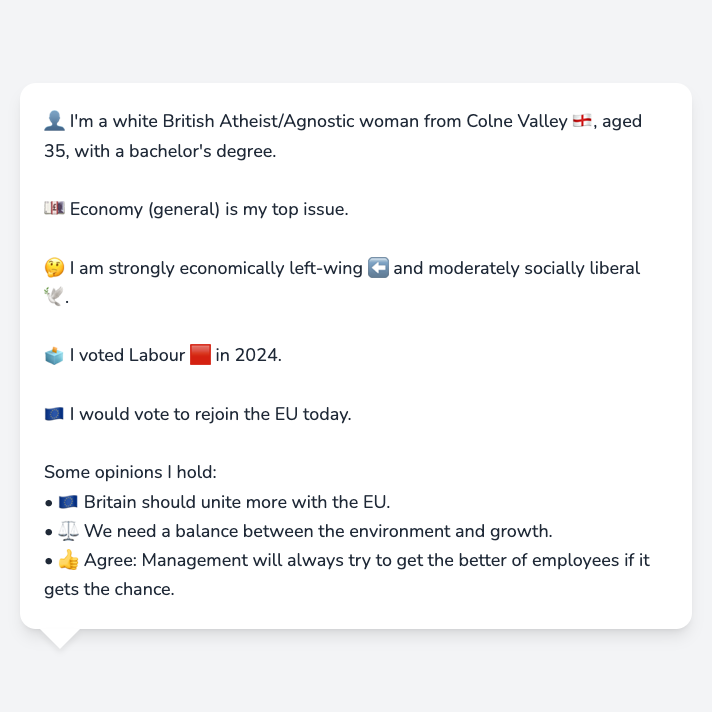 👤 I'm a white British Atheist/Agnostic woman from Colne Valley 🏴󠁧󠁢󠁥󠁮󠁧󠁿, aged
35, with a bachelor's degree.
💷 Economy (general) is my top issue.
🤔 I am strongly economically left-wing ⬅️ and moderately socially liberal
🕊️.
🗳️ I voted Labour 🟥 in 2024.
🇪🇺 I would vote to rejoin the EU today.
Some opinions I hold:
• 🇪🇺 Britain should unite more with the EU.
• ⚖️ We need a balance between the environment and growth.
• 👍 Agree: Management will always try to get the better of employees if it
gets the chance.